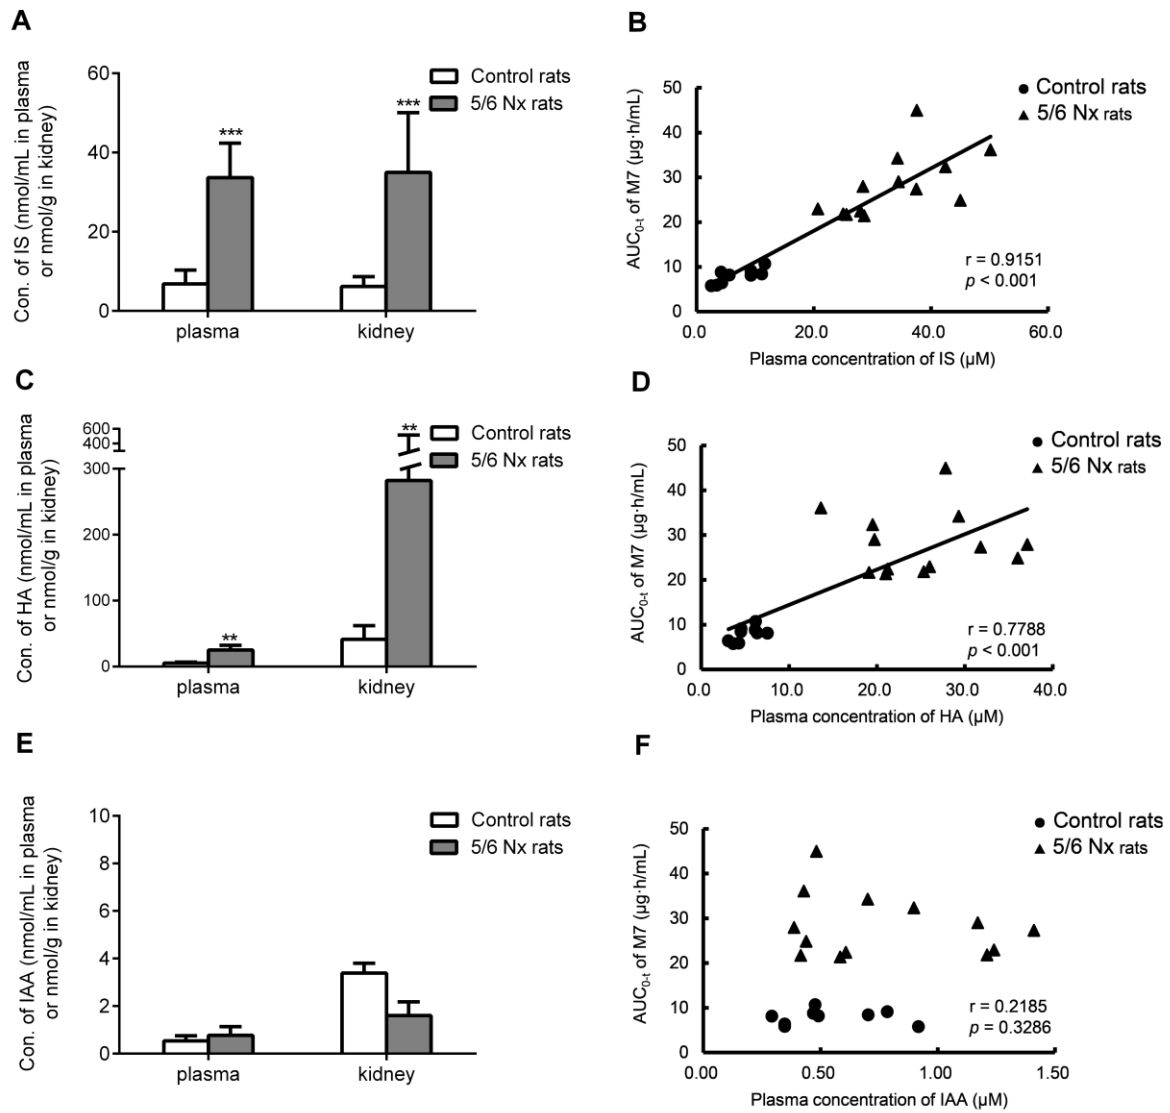 A
Con. of IS (nmol/mL in plasma
or nmol/g in kidney)
60
40
20
0
***
***
plasma
kidney
Control rats
5/6 Nx rats
B
AUC0-t of M7 (µg·h/mL)
50
40
30
20
10
0
0.0
20.0
40.0
60.0
Plasma concentration of IS (µM)
Control rats
5/6 Nx rats
r = 0.9151
p < 0.001
C
Con. of HA (nmol/mL in plasma
or nmol/g in kidney)
600
400
300
200
100
0
**
**
plasma
kidney
Control rats
5/6 Nx rats
D
AUC0-t of M7 (µg·h/mL)
50
40
30
20
10
0
0.0
10.0
20.0
30.0
40.0
Plasma concentration of HA (µM)
Control rats
5/6 Nx rats
r = 0.7788
p < 0.001
E
Con. of IAA (nmol/mL in plasma
or nmol/g in kidney)
10
8
6
4
2
0
plasma
kidney
Control rats
5/6 Nx rats
F
AUC0-t of M7 (µg·h/mL)
50
40
30
20
10
0
0.00
0.50
1.00
1.50
Plasma concentration of IAA (µM)
Control rats
5/6 Nx rats
r = 0.2185
p = 0.3286